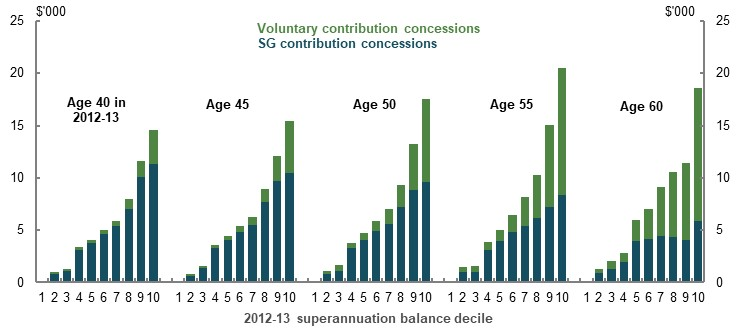 $'000 $'000
25 25
Voluntary contribution concessions
SG contribution concessions
20 20
Age 40 in
2012-13
Age 45
Age 50
Age 55
Age 60
15 15
10 10
5 5
0 0
1 2 3 4 5 6 7 8 9 10 1 2 3 4 5 6 7 8 9 10 1 2 3 4 5 6 7 8 9 10 1 2 3 4 5 6 7 8 9 10 1 2 3 4 5 6 7 8 9 10
2012-13 superannuation balance decile